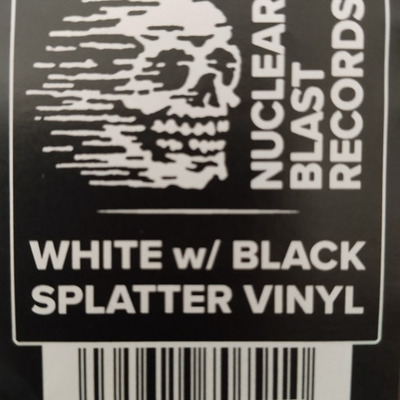 NUCLEAR
BLAST
RECORDS
WHITE w/ BLACK
SPLATTER VINYL